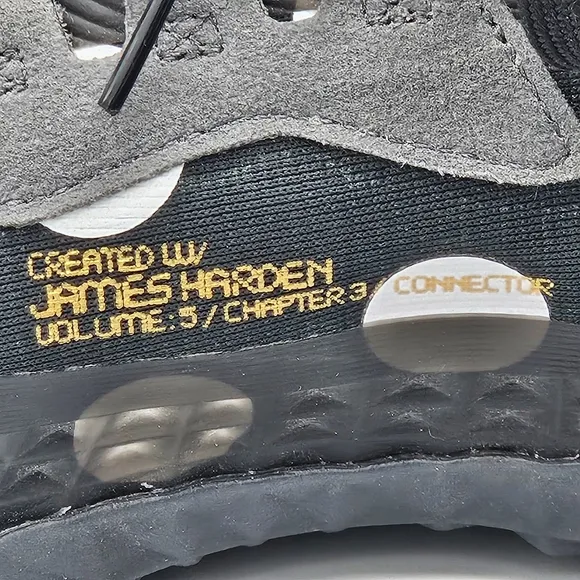 CREATED W/
JAMES HARDEN
VOLUME: 5 / CHAPTER 3 / CONNECTOR